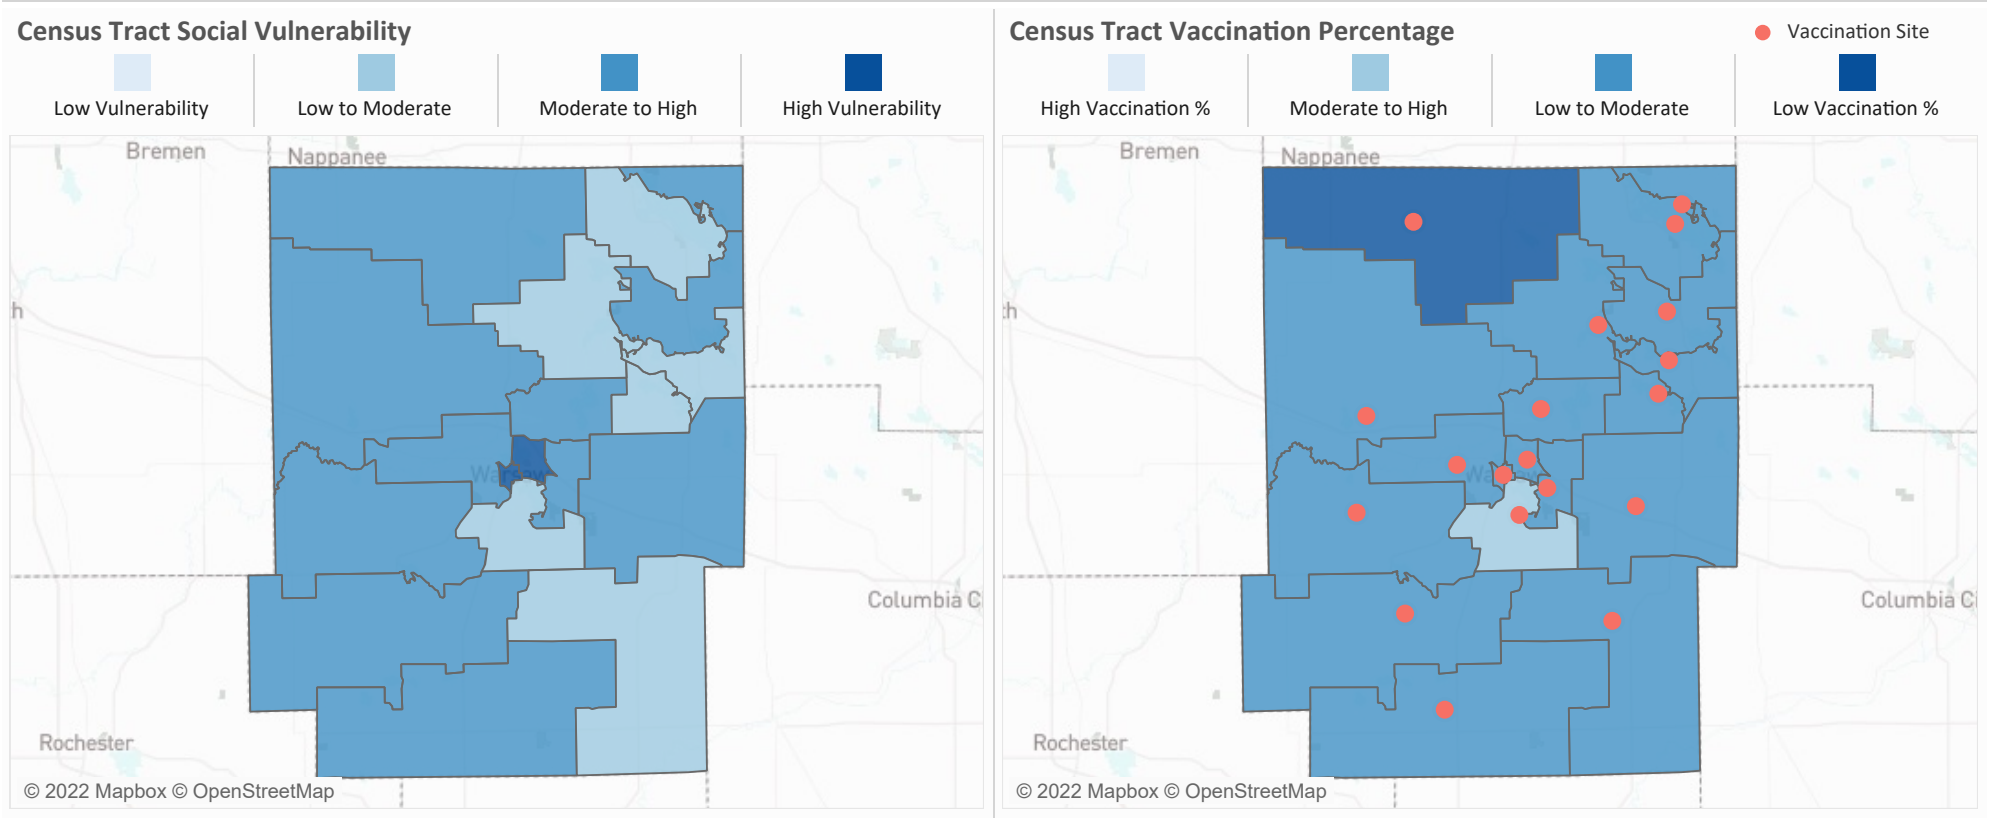 Census Tract Social Vulnerability
Low Vulnerability
Low to Moderate
Moderate to High
High Vulnerability
Bremen
Nappanee
h
Warsaw
Columbia C
Rochester
© 2022 Mapbox © OpenStreetMap
Census Tract Vaccination Percentage
Vaccination Site
High Vaccination %
Moderate to High
Low to Moderate
Low Vaccination %
Bremen
Nappanee
th
Columbia Ci
Rochester
© 2022 Mapbox © OpenStreetMap